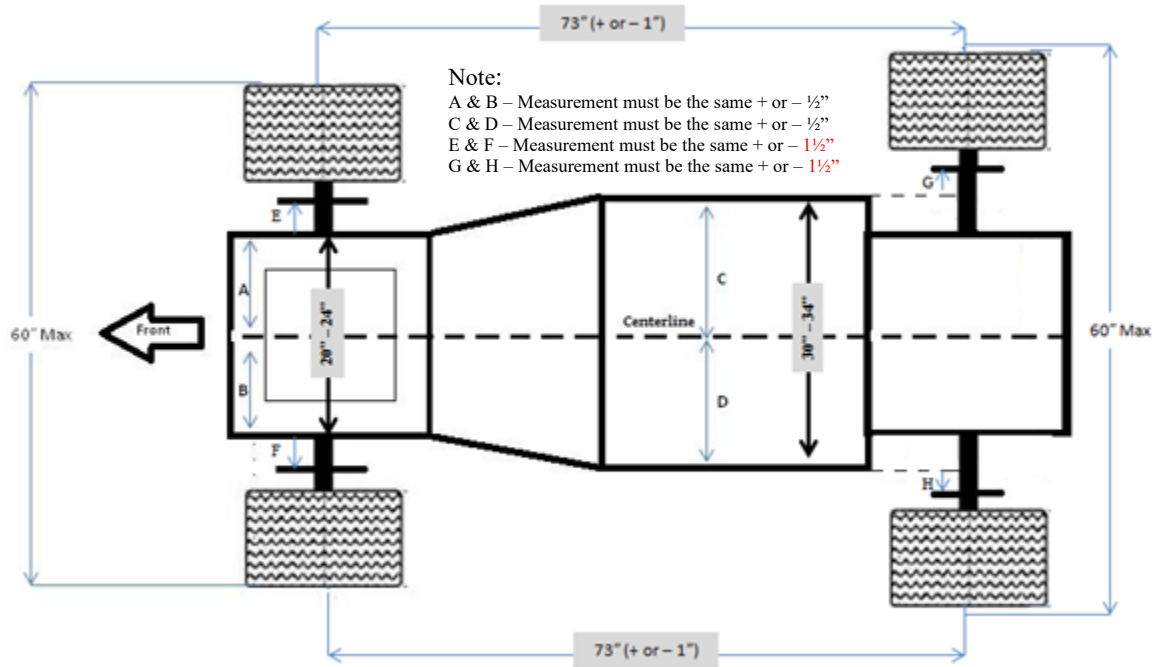 73” (+ or – 1”)
Note:
A & B – Measurement must be the same + or – ½”
C & D – Measurement must be the same + or – ½”
E & F – Measurement must be the same + or – 1½”
G & H – Measurement must be the same + or – 1½”
G
E
A
C
20” – 24”
30” – 34”
Centerline
60” Max
Front
60” Max
B
D
F
H
73” (+ or – 1”)